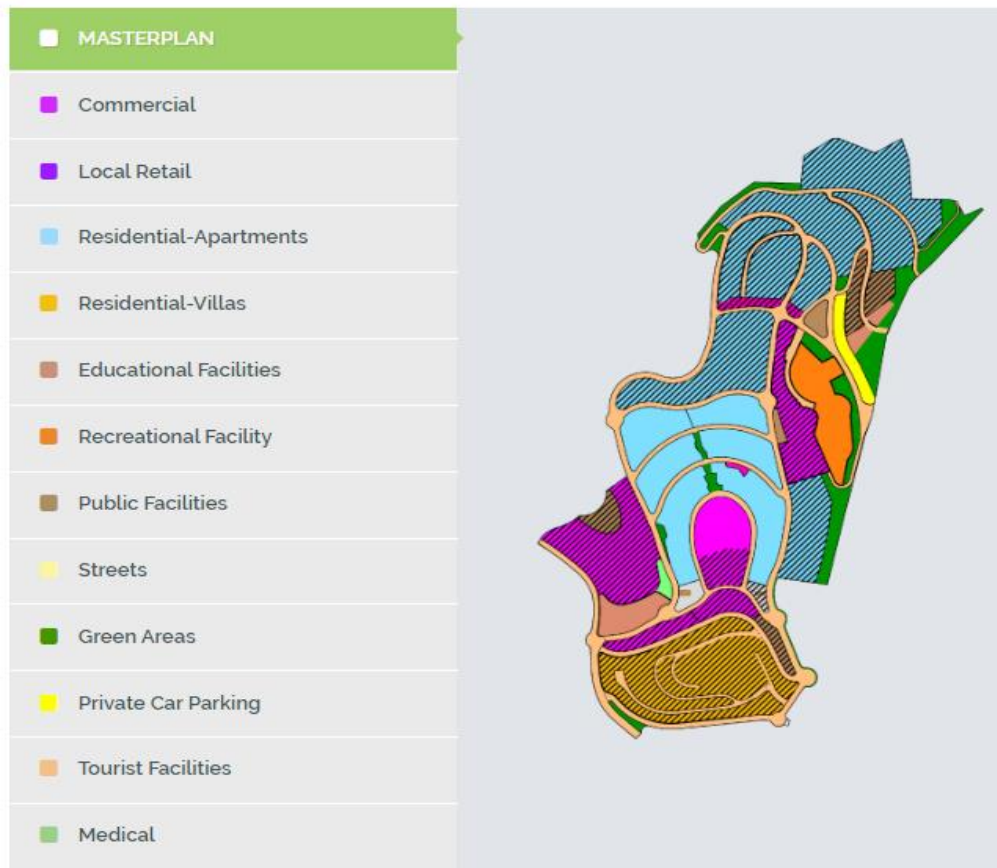 MASTERPLAN
Commercial
Local Retail
Residential-Apartments
Residential-Villas
Educational Facilities
Recreational Facility
Public Facilities
Streets
Green Areas
Private Car Parking
Tourist Facilities
Medical